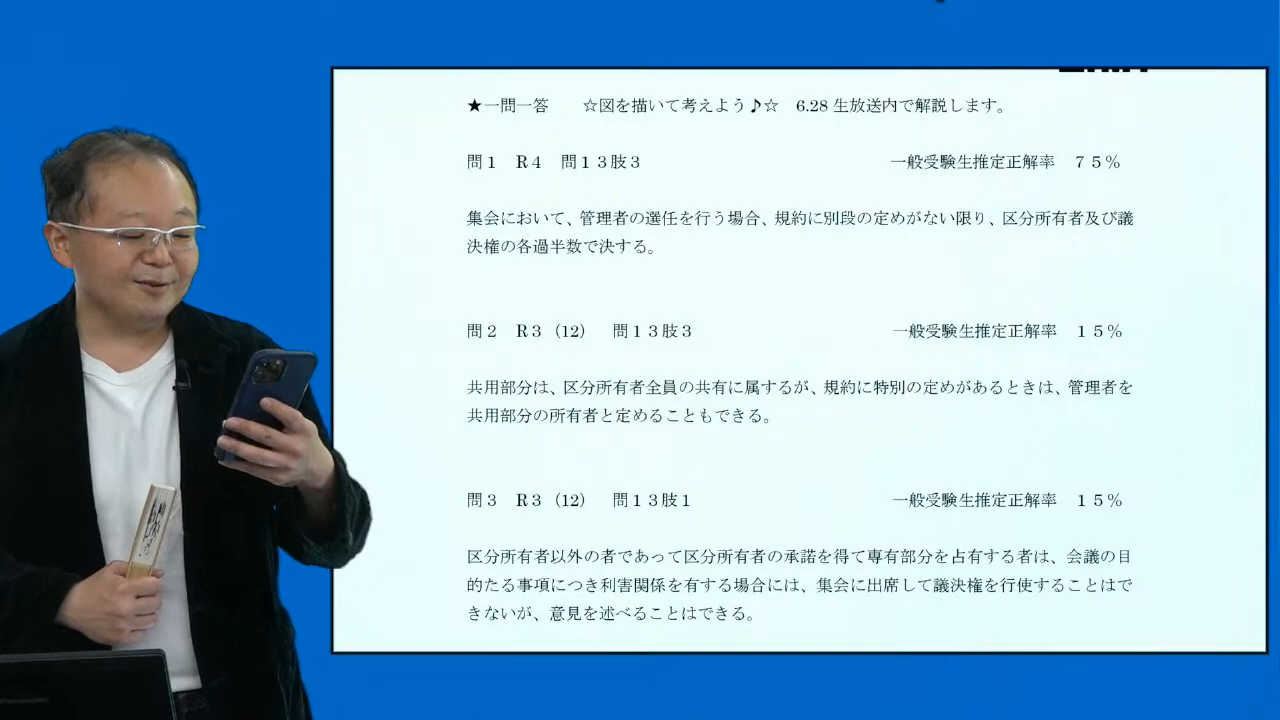 ★一問一答　　☆図を描いて考えよう♪☆　6.28 生放送内で解説します。
問１　R４　問１３肢３　　一般受験生推定正解率　７５％
集会において、管理者の選任を行う場合、規約に別段の定めがない限り、区分所有者及び議
決権の各過半数で決する。
問２　R３（12）　問１３肢３　　一般受験生推定正解率　１５％
共用部分は、区分所有者全員の共有に属するが、規約に特別の定めがあるときは、管理者を
共用部分の所有者と定めることもできる。
問３　R３（12）　問１３肢１　　一般受験生推定正解率　１５％
区分所有者以外の者であって区分所有者の承諾を得て専有部分を占有する者は、会議の目
的たる事項につき利害関係を有する場合には、集会に出席して議決権を行使することはで
きないが、意見を述べることはできる。